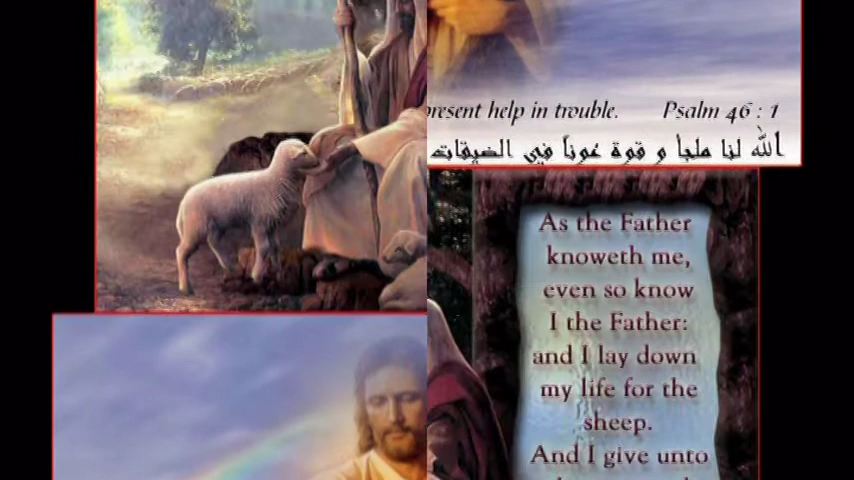 present help in trouble. Psalm 46 : 1
الله لنا ملجأ و قوة عوناً في الضيقات
As the Father
knoweth me,
even so know
I the Father:
and I lay down
my life for the
sheep.
And I give unto